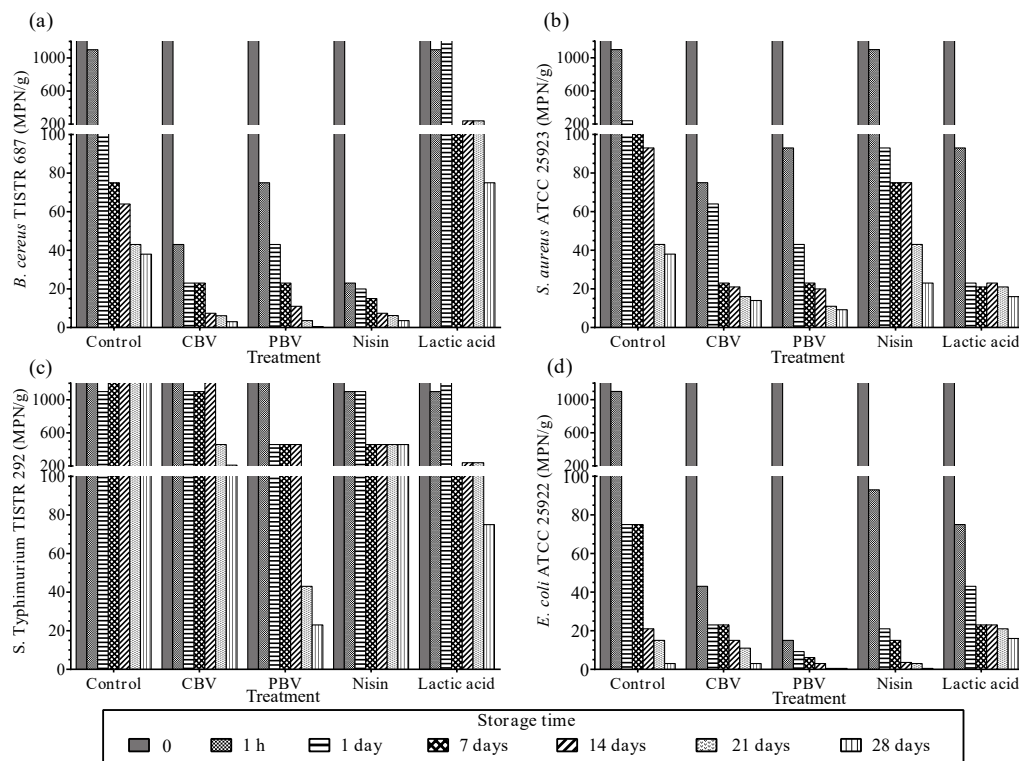 (a)
B. cereus TISTR 687 (MPN/g)
1000
600
200
100
80
60
40
20
0
Control CBV PBV Nisin Lactic acid
Treatment
(b)
S. aureus ATCC 25923 (MPN/g)
1000
600
200
100
80
60
40
20
0
Control CBV PBV Nisin Lactic acid
Treatment
(c)
S. Typhimurium TISTR 292 (MPN/g)
1000
600
200
100
80
60
40
20
0
Control CBV PBV Nisin Lactic acid
Treatment
(d)
E. coli ATCC 25922 (MPN/g)
1000
600
200
100
80
60
40
20
0
Control CBV PBV Nisin Lactic acid
Treatment
Storage time
0 1 h 1 day 7 days 14 days 21 days 28 days